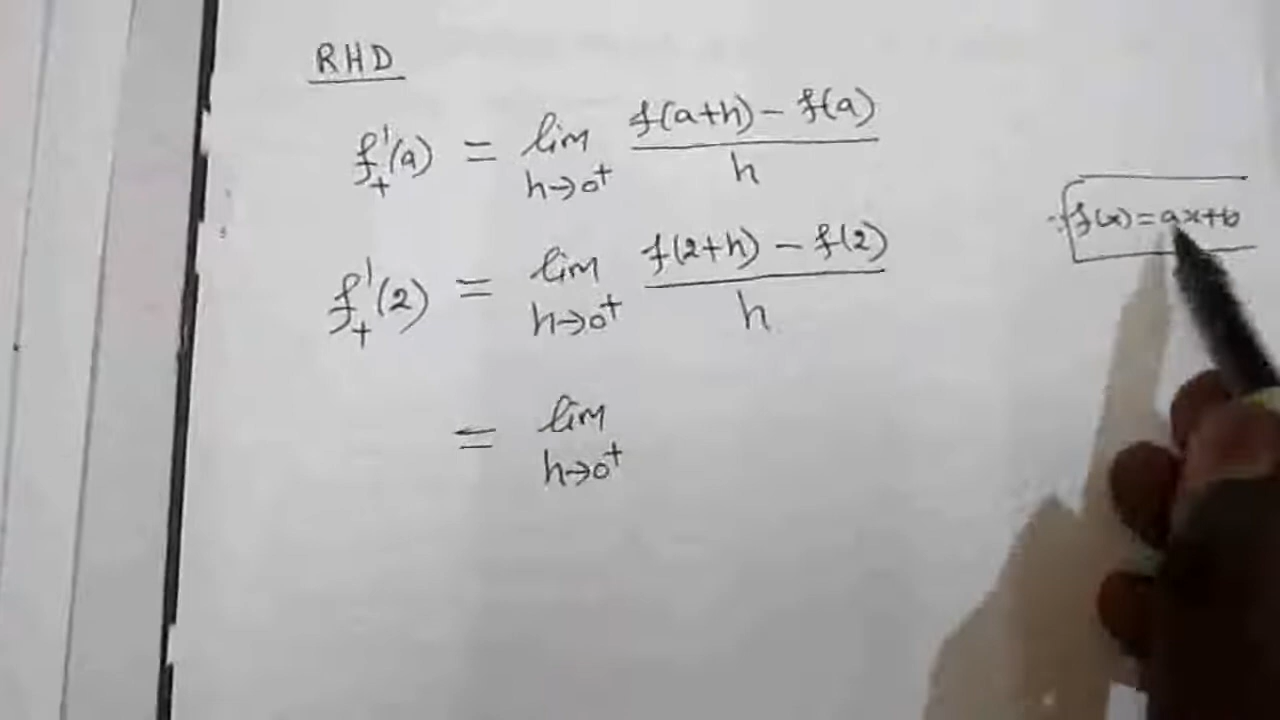 RHD
f'₊(a) = lim h→0⁺ f(a+h) − f(a) / h
f'₊(2) = lim h→0⁺ f(2+h) − f(2) / h
∵ f(x) = ax+b
= lim h→0⁺